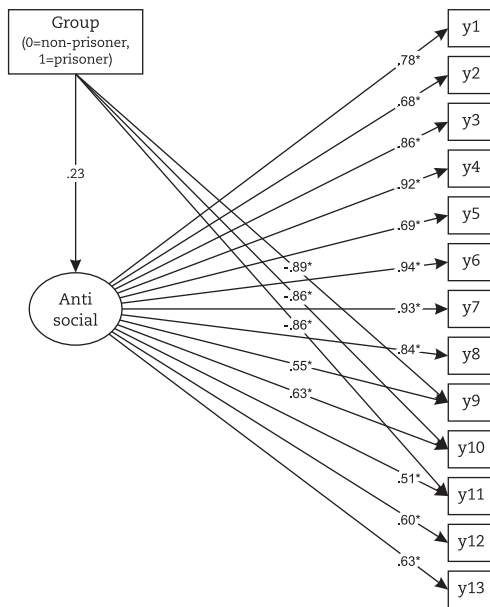 Group
(0=non-prisoner,
1=prisoner)
y1
.78*
y2
.68*
y3
.86*
y4
.92*
.23
y5
.69*
y6
.94*
-.89*
Anti
social
-.86*
y7
.93*
-.86*
y8
.84*
.55*
y9
.63*
y10
y11
.51*
y12
.60*
y13
.63*